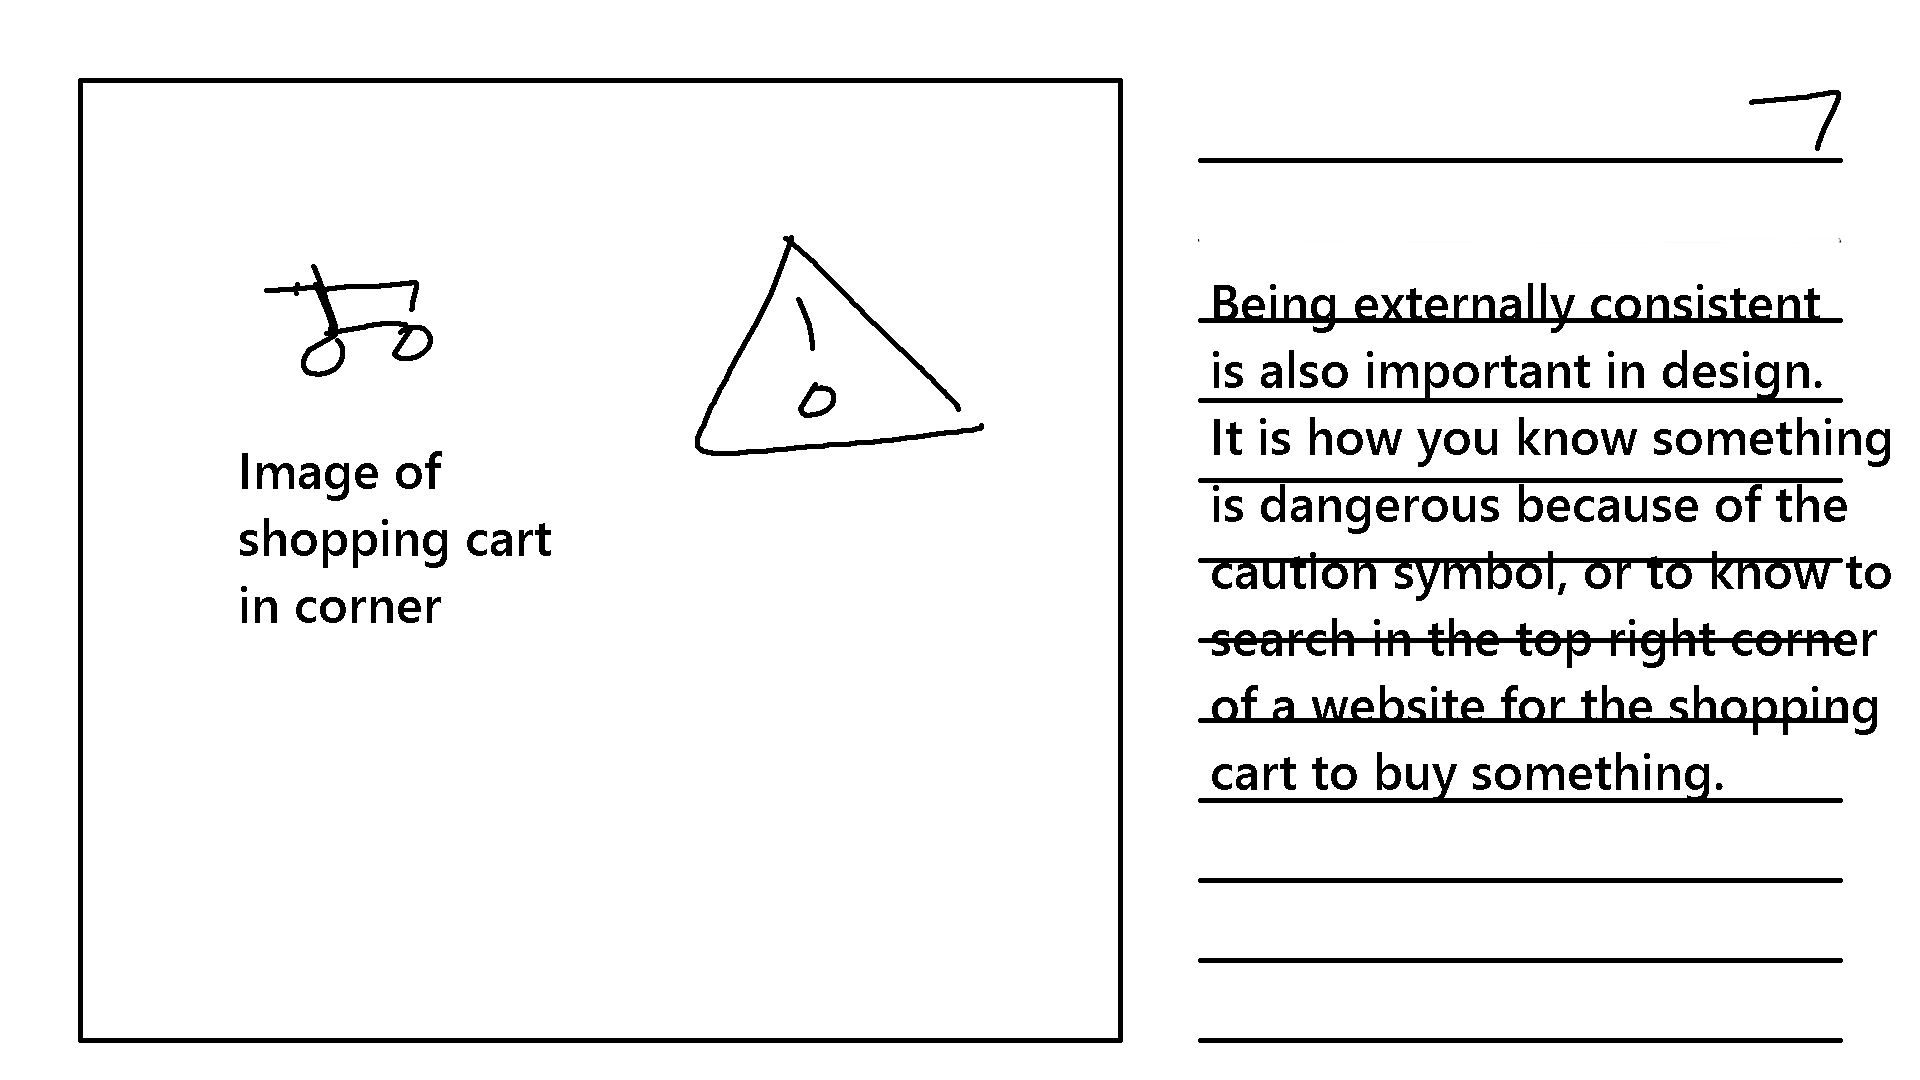 7
Image of
shopping cart
in corner
Being externally consistent
is also important in design.
It is how you know something
is dangerous because of the
caution symbol, or to know to
search in the top right corner
of a website for the shopping
cart to buy something.